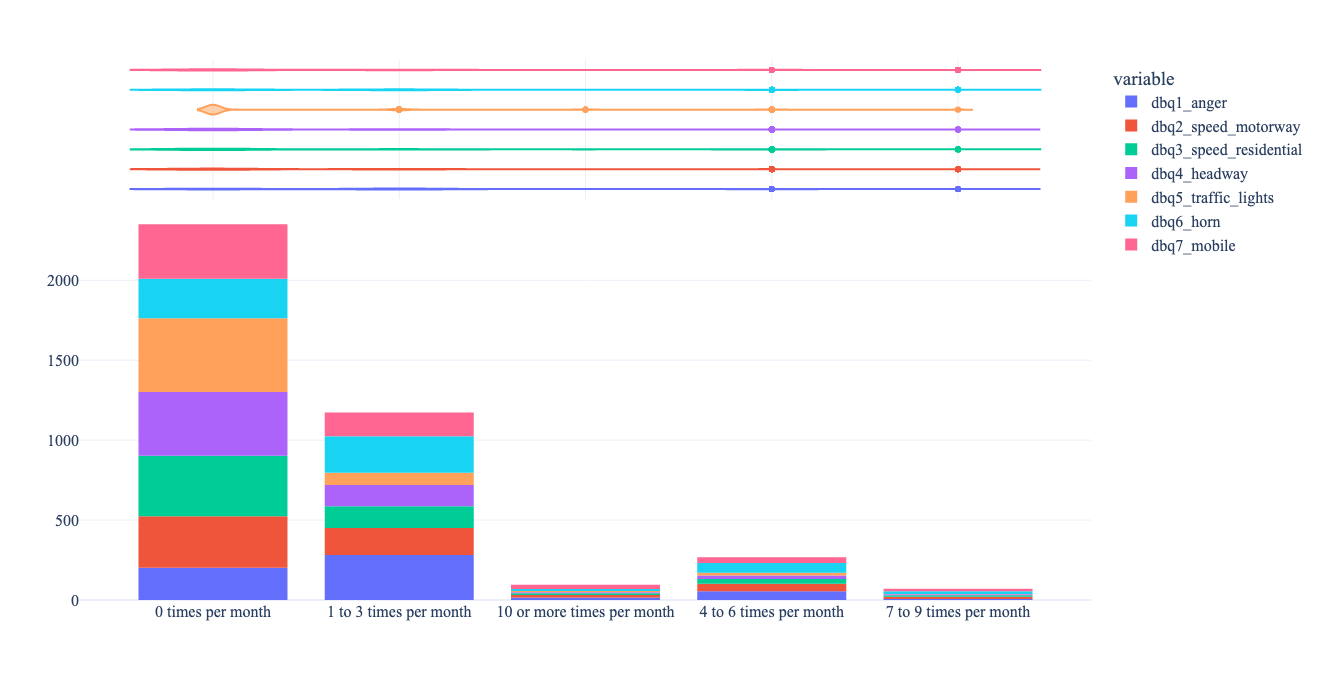 variable
dbq1_anger
dbq2_speed_motorway
dbq3_speed_residential
dbq4_headway
dbq5_traffic_lights
dbq6_horn
dbq7_mobile
2000
1500
1000
500
0
0 times per month 1 to 3 times per month 10 or more times per month 4 to 6 times per month 7 to 9 times per month